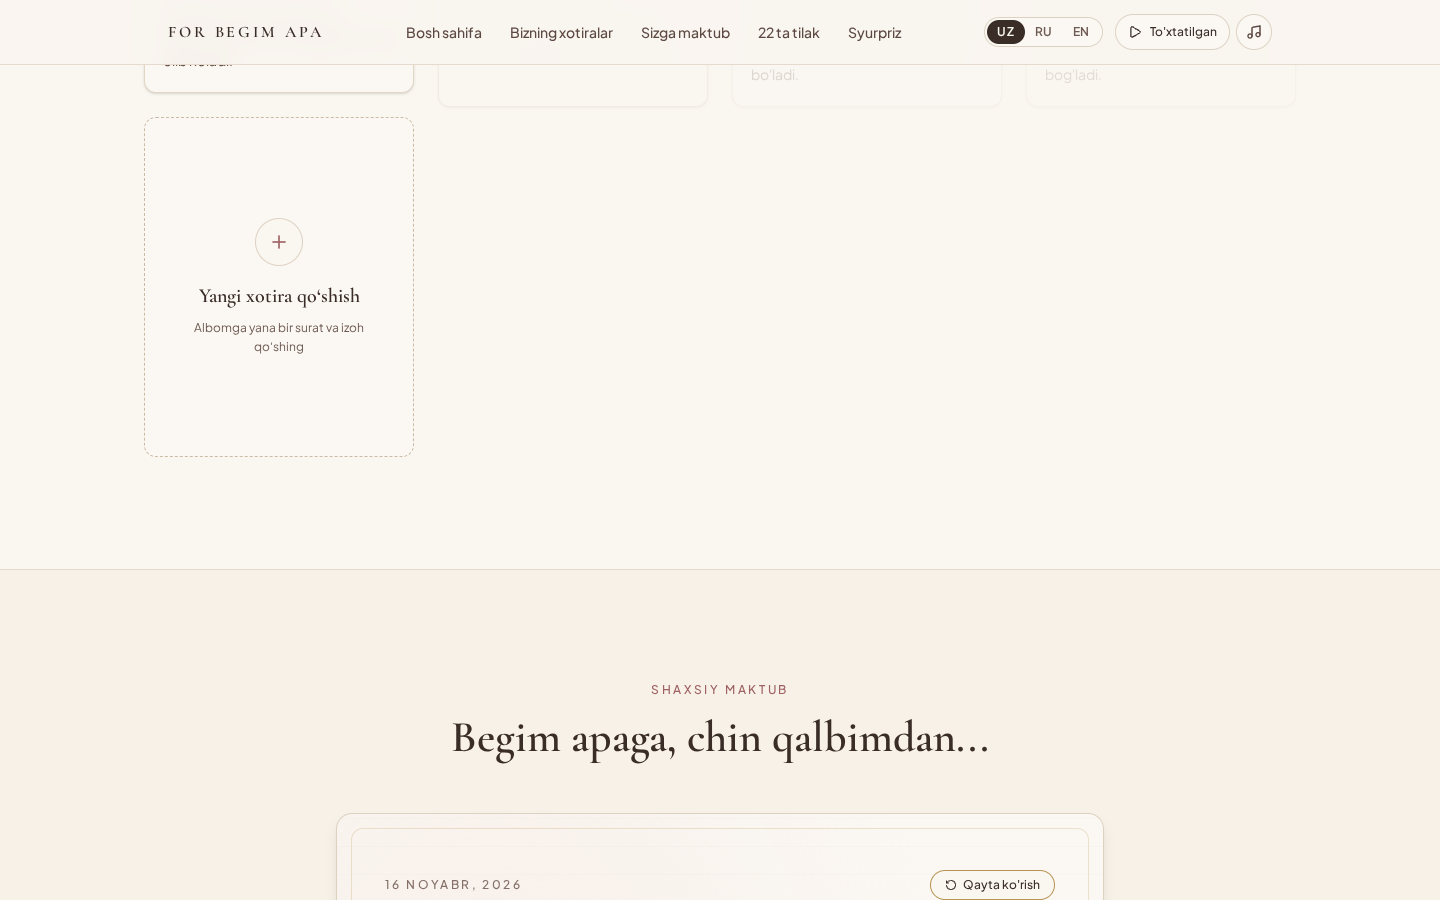 FOR BEGIM APA
Bosh sahifa
Bizning xotiralar
Sizga maktub
22 ta tilak
Syurpriz
UZ
RU
EN
To'xtatilgan
bo'ladi.
bog'ladi.
Yangi xotira qo‘shish
Albomga yana bir surat va izoh
qo‘shing
SHAXSIY MAKTUB
Begim apaga, chin qalbimdan...
16 NOYABR, 2026
Qayta ko'rish